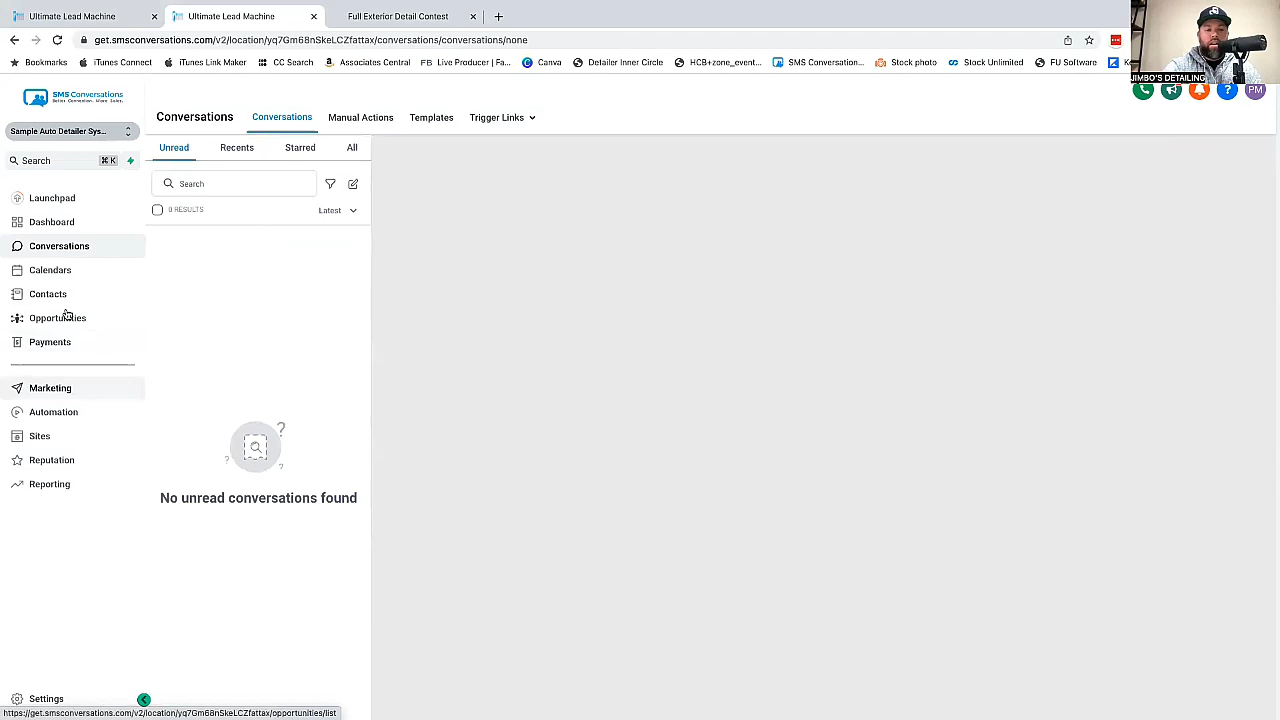 Ultimate Lead Machine
Ultimate Lead Machine
Full Exterior Detail Contest
get.smsconversations.com/v2/location/yq7Gm68nSkeLCZfattax/conversations/conversation/none
Bookmarks
iTunes Connect
iTunes Link Maker
CC Search
Associates Central
Live Producer | Fa...
Canva
Detailer Inner Circle
HCB+zone_event...
SMS Conversation...
Stock photo
Stock Unlimited
FU Software
JIMBO'S DETAILING
SMS Conversations
Better Connection. More Sales.
Sample Auto Detailer Sys...
Search
⌘ K
Launchpad
Dashboard
Conversations
Calendars
Contacts
Opportunities
Payments
Marketing
Automation
Sites
Reputation
Reporting
Settings
Conversations
Conversations
Manual Actions
Templates
Trigger Links
PM
Unread
Recents
Starred
All
Search
0 RESULTS
Latest
No unread conversations found
https://get.smsconversations.com/v2/location/yq7Gm68nSkeLCZfattax/opportunities/list